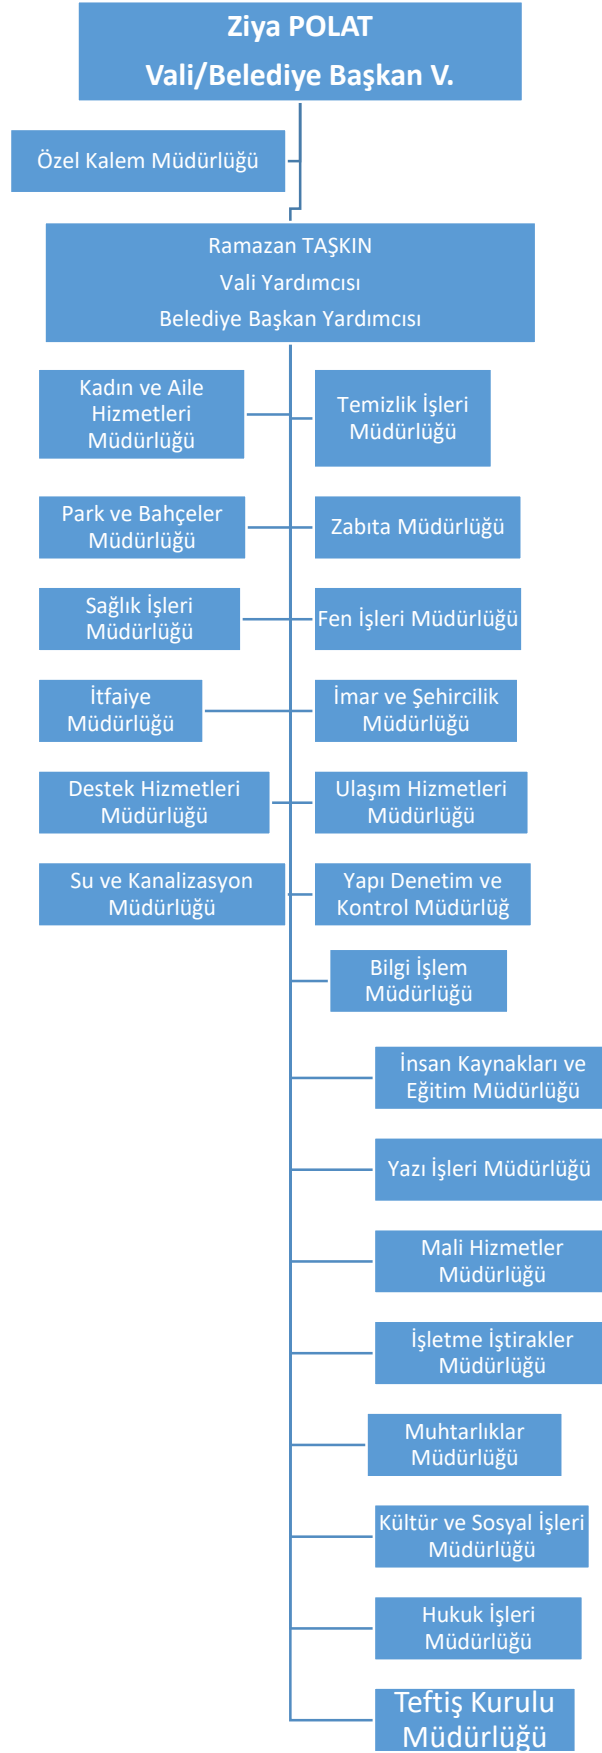 Ziya POLAT
Vali/Belediye Başkan V.
Özel Kalem Müdürlüğü
Ramazan TAŞKIN
Vali Yardımcısı
Belediye Başkan Yardımcısı
Kadın ve Aile
Hizmetleri
Müdürlüğü
Temizlik İşleri
Müdürlüğü
Park ve Bahçeler
Müdürlüğü
Zabıta Müdürlüğü
Sağlık İşleri
Müdürlüğü
Fen İşleri Müdürlüğü
İtfaiye
Müdürlüğü
İmar ve Şehircilik
Müdürlüğü
Destek Hizmetleri
Müdürlüğü
Ulaşım Hizmetleri
Müdürlüğü
Su ve Kanalizasyon
Müdürlüğü
Yapı Denetim ve
Kontrol Müdürlüğ
Bilgi İşlem
Müdürlüğü
İnsan Kaynakları ve
Eğitim Müdürlüğü
Yazı İşleri Müdürlüğü
Mali Hizmetler
Müdürlüğü
İşletme İştirakler
Müdürlüğü
Muhtarlıklar
Müdürlüğü
Kültür ve Sosyal İşleri
Müdürlüğü
Hukuk İşleri
Müdürlüğü
Teftiş Kurulu
Müdürlüğü